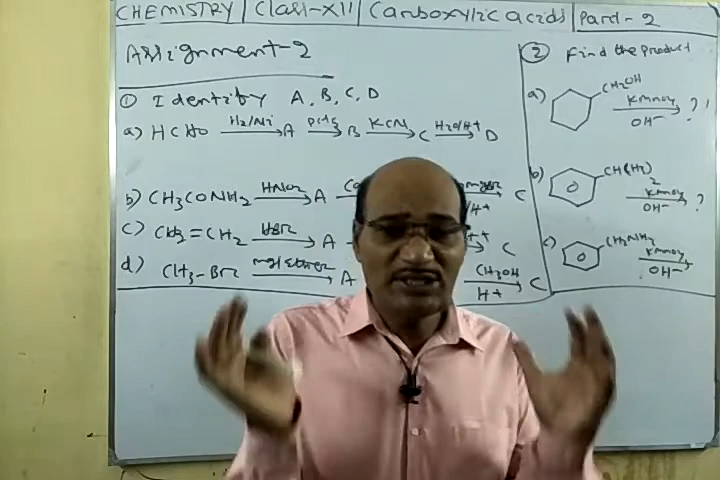 CHEMISTRY | Class-XII | Carboxylic acids | Part-2
Assignment-2
① Identify A, B, C, D
a) HCHO H2/Ni A PCl5 B KCN C H2O/H+ D
b) CH3CONH2 HNO2 A C
/H+
c) CH2=CH2 HBr A C
d) CH3-Br Mg/Ether A CH3OH C
H+
② Find the product
a) CH2OH KMnO4 ?
OH-
b) CH(CH3)2 KMnO4 ?
OH-
c) CH2NH2 KMnO4
OH-